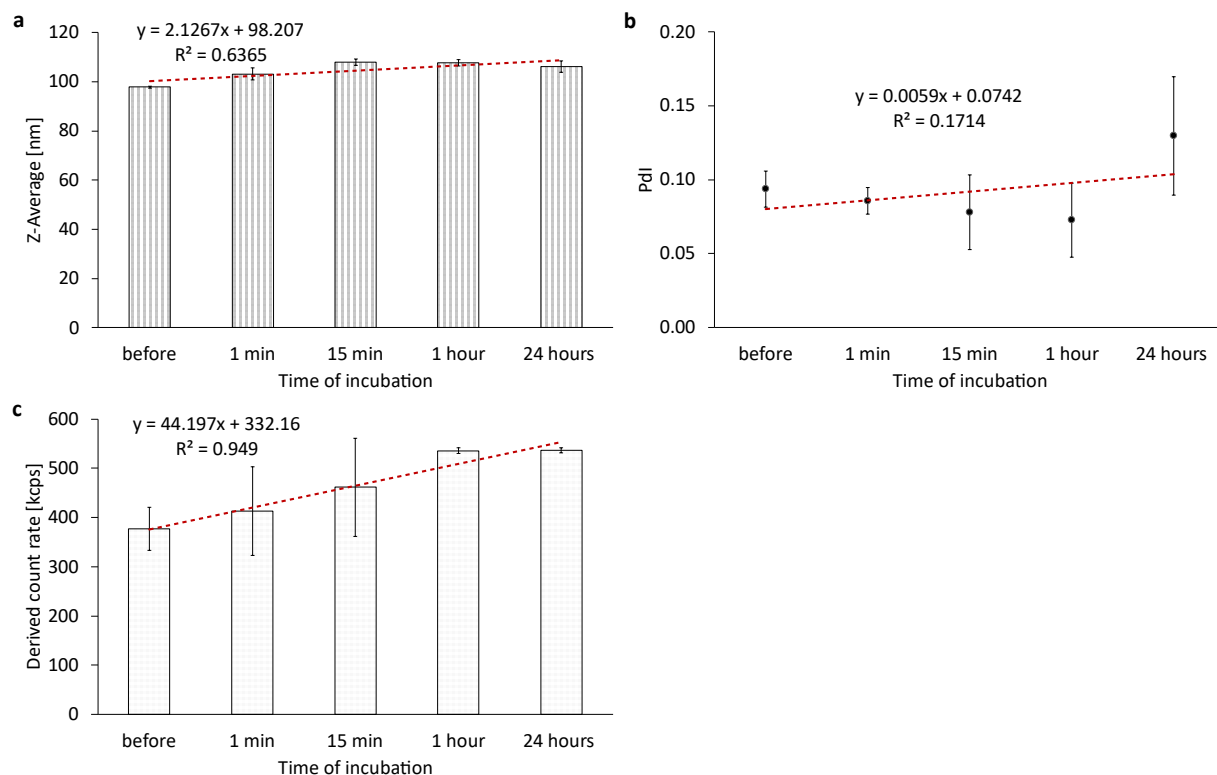 a
y = 2.1267x + 98.207
R² = 0.6365
120
100
80
60
40
20
0
Z-Average [nm]
before 1 min 15 min 1 hour 24 hours
Time of incubation
b
y = 0.0059x + 0.0742
R² = 0.1714
0.20
0.15
0.10
0.05
0.00
PdI
before 1 min 15 min 1 hour 24 hours
Time of incubation
c
y = 44.197x + 332.16
R² = 0.949
600
500
400
300
200
100
0
Derived count rate [kcps]
before 1 min 15 min 1 hour 24 hours
Time of incubation